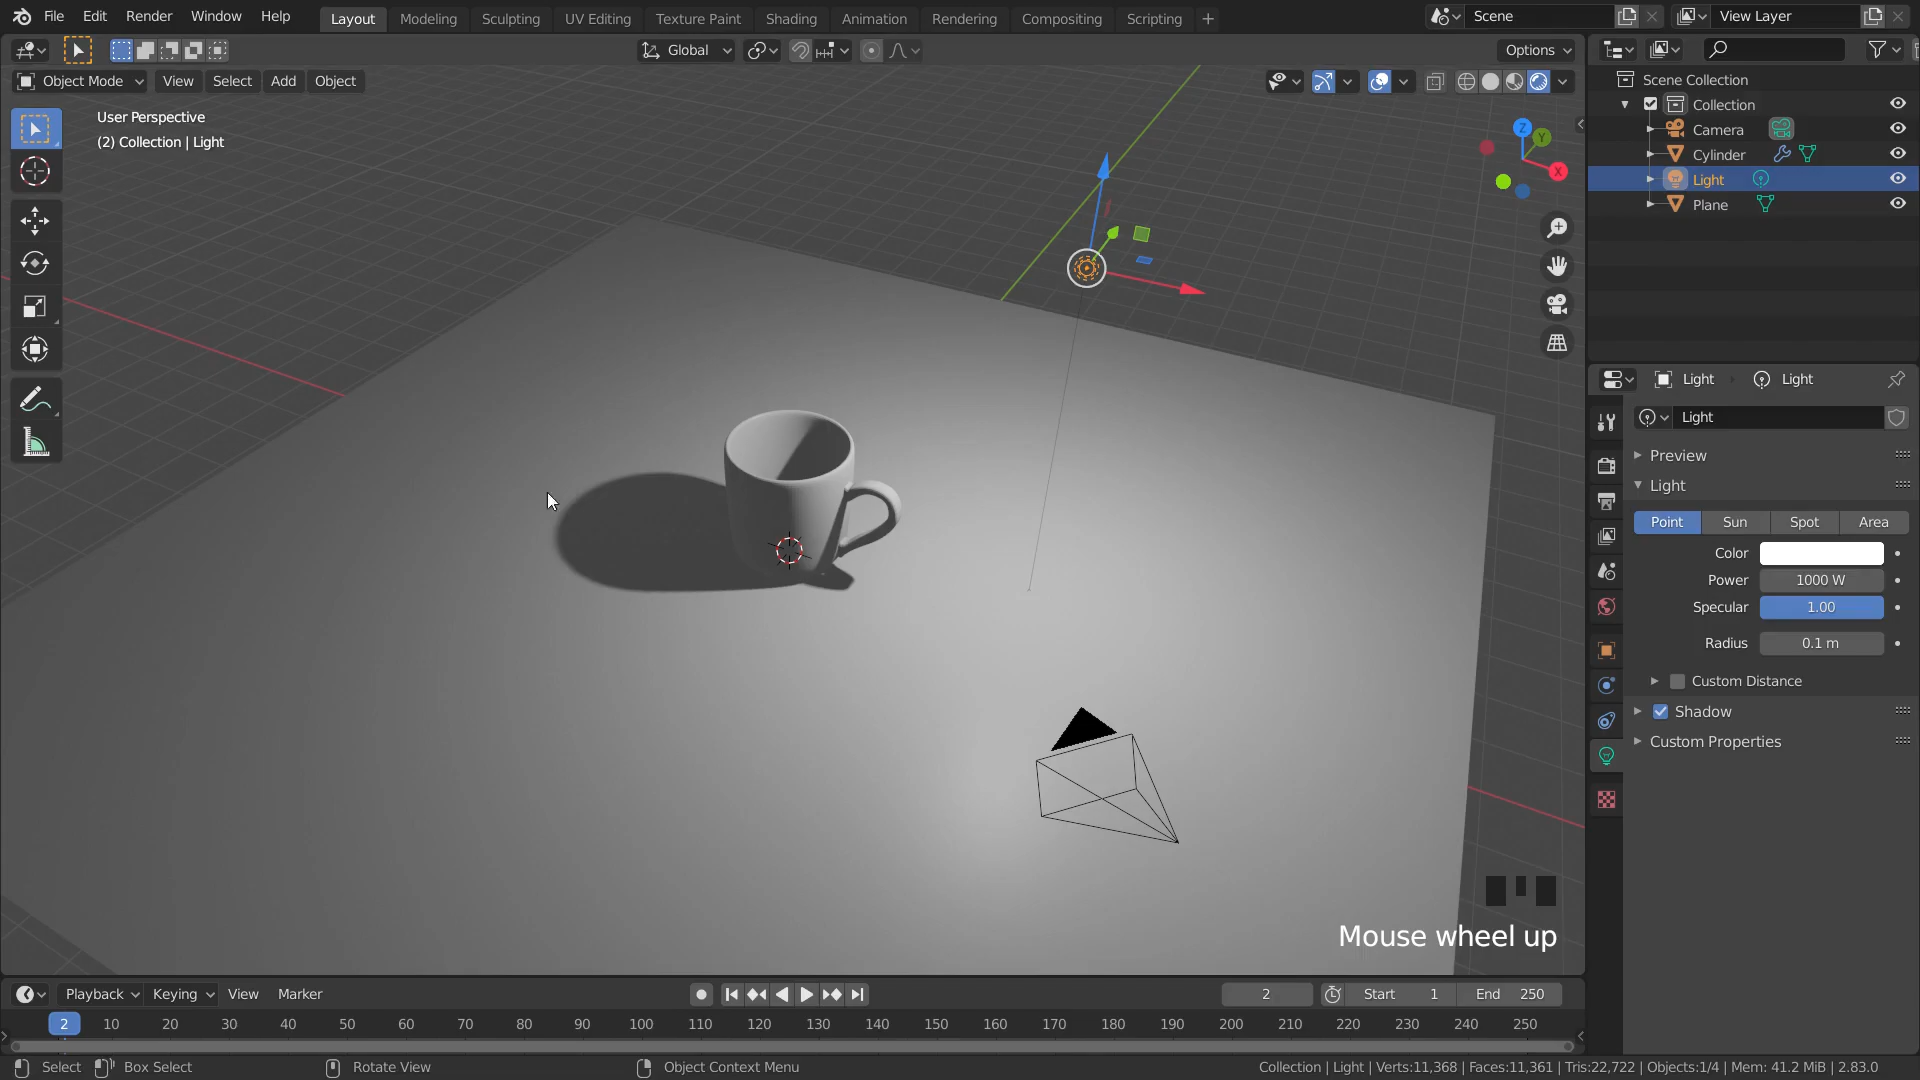 File Edit Render Window Help
Layout Modeling Sculpting UV Editing Texture Paint Shading Animation Rendering Compositing Scripting +
Scene
View Layer
Global
Options
Object Mode View Select Add Object
User Perspective
(2) Collection | Light
Z
Y
X
Scene Collection
Collection
Camera
Cylinder
Light
Plane
Light Light
Light
Preview
Light
Point Sun Spot Area
Color
Power 1000 W
Specular 1.00
Radius 0.1 m
Custom Distance
Shadow
Custom Properties
Mouse wheel up
Playback Keying View Marker
2
Start 1 End 250
2 10 20 30 40 50 60 70 80 90 100 110 120 130 140 150 160 170 180 190 200 210 220 230 240 250
Select Box Select Rotate View Object Context Menu
Collection | Light | Verts:11,368 | Faces:11,361 | Tris:22,722 | Objects:1/4 | Mem: 41.2 MiB | 2.83.0